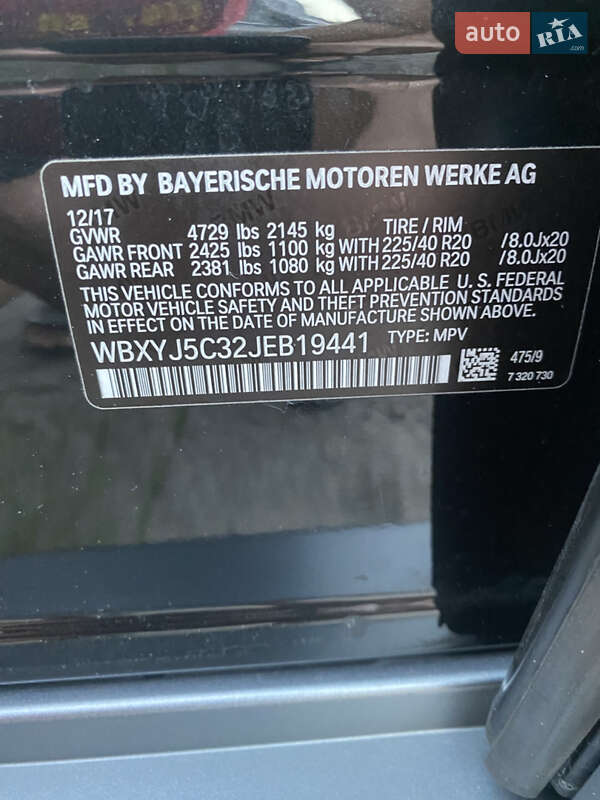 auto RIA .com
MFD BY BAYERISCHE MOTOREN WERKE AG
12/17
GVWR 4729 lbs 2145 kg TIRE / RIM
GAWR FRONT 2425 lbs 1100 kg WITH 225/40 R20 /8.0Jx20
GAWR REAR 2381 lbs 1080 kg WITH 225/40 R20 /8.0Jx20
THIS VEHICLE CONFORMS TO ALL APPLICABLE U. S. FEDERAL
MOTOR VEHICLE SAFETY AND THEFT PREVENTION STANDARDS
IN EFFECT ON THE DATE OF MANUFACTURE SHOWN ABOVE.
WBXYJ5C32JEB19441 TYPE: MPV
475/9
7 320 730